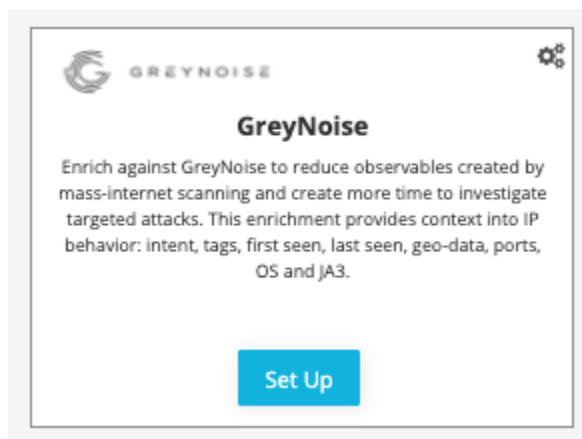 GREYNOISE
GreyNoise
Enrich against GreyNoise to reduce observables created by
mass-internet scanning and create more time to investigate
targeted attacks. This enrichment provides context into IP
behavior: intent, tags, first seen, last seen, geo-data, ports,
OS and JA3.
Set Up